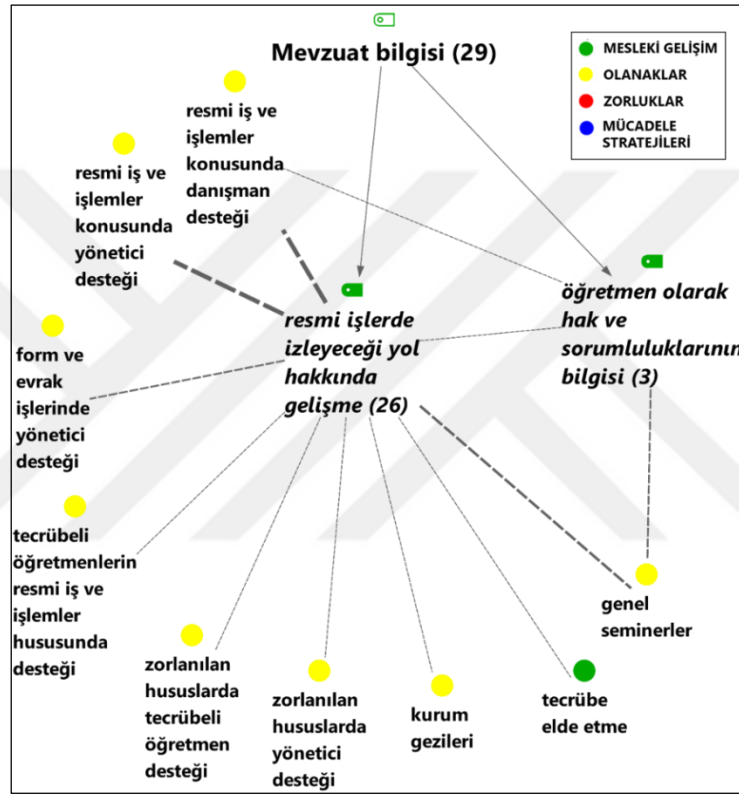 Mevzuat bilgisi (29)
MESLEKİ GELİŞİM
OLANAKLAR
ZORLUKLAR
MÜCADELE
STRATEJİLERİ
resmi iş ve
işlemler
konusunda
danışman
desteği
resmi iş ve
işlemler
konusunda
yönetici
desteği
resmi işlerde
izleyeceği yol
hakkında
gelişme (26)
öğretmen olarak
hak ve
sorumluluklarının
bilgisi (3)
form ve
evrak
işlerinde
yönetici
desteği
tecrübeli
öğretmenlerin
resmi iş ve
işlemler
hususunda
desteği
zorlanılan
hususlarda
tecrübeli
öğretmen
desteği
zorlanılan
hususlarda
yönetici
desteği
kurum
gezileri
tecrübe
elde etme
genel
seminerler